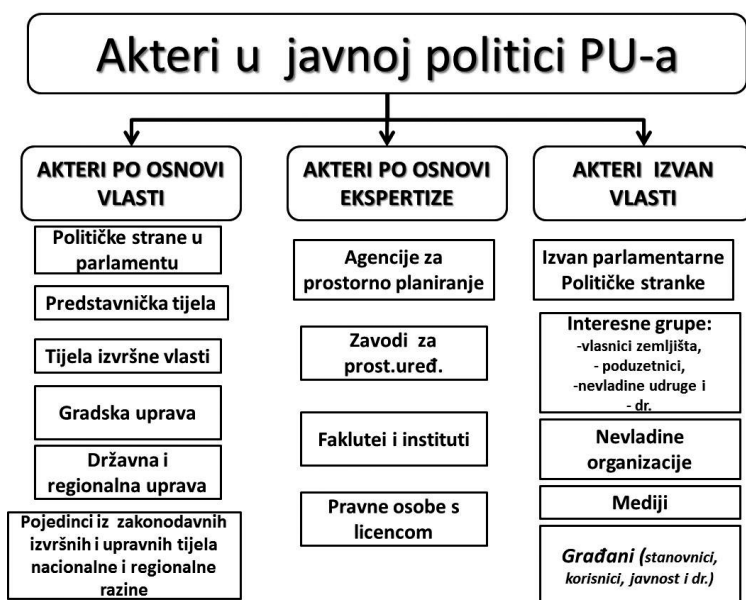 Akteri u javnoj politici PU-a
AKTERI PO OSNOVI
VLASTI
Političke strane u
parlamentu
Predstavnička tijela
Tijela izvršne vlasti
Gradska uprava
Državna i
regionalna uprava
Pojedinci iz zakonodavnih
izvršnih i upravnih tijela
nacionalne i regionalne
razine
AKTERI PO OSNOVI
EKSPERTIZE
Agencije za
prostorno planiranje
Zavodi za
prost.uređ.
Faklutei i instituti
Pravne osobe s
licencom
AKTERI IZVAN
VLASTI
Izvan parlamentarne
Političke stranke
Interesne grupe:
-vlasnici zemljišta,
- poduzetnici,
-nevladine udruge i
- dr.
Nevladine
organizacije
Mediji
Građani (stanovnici,
korisnici, javnost i dr.)